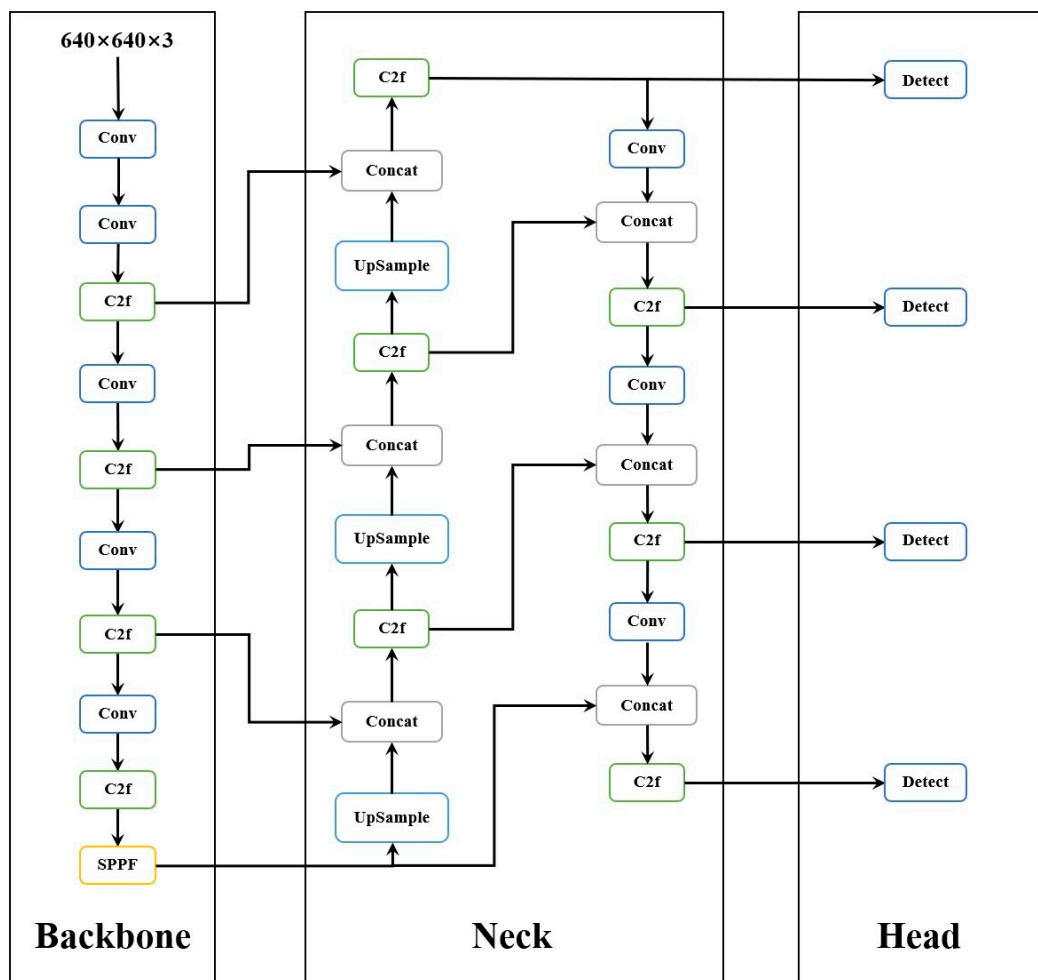 640×640×3
Conv
Conv
C2f
Conv
C2f
Conv
C2f
Conv
C2f
SPPF
Backbone
C2f
Concat
UpSample
C2f
Concat
UpSample
C2f
Concat
UpSample
Conv
Concat
C2f
Conv
Concat
C2f
Conv
Concat
C2f
Neck
Detect
Detect
Detect
Detect
Head